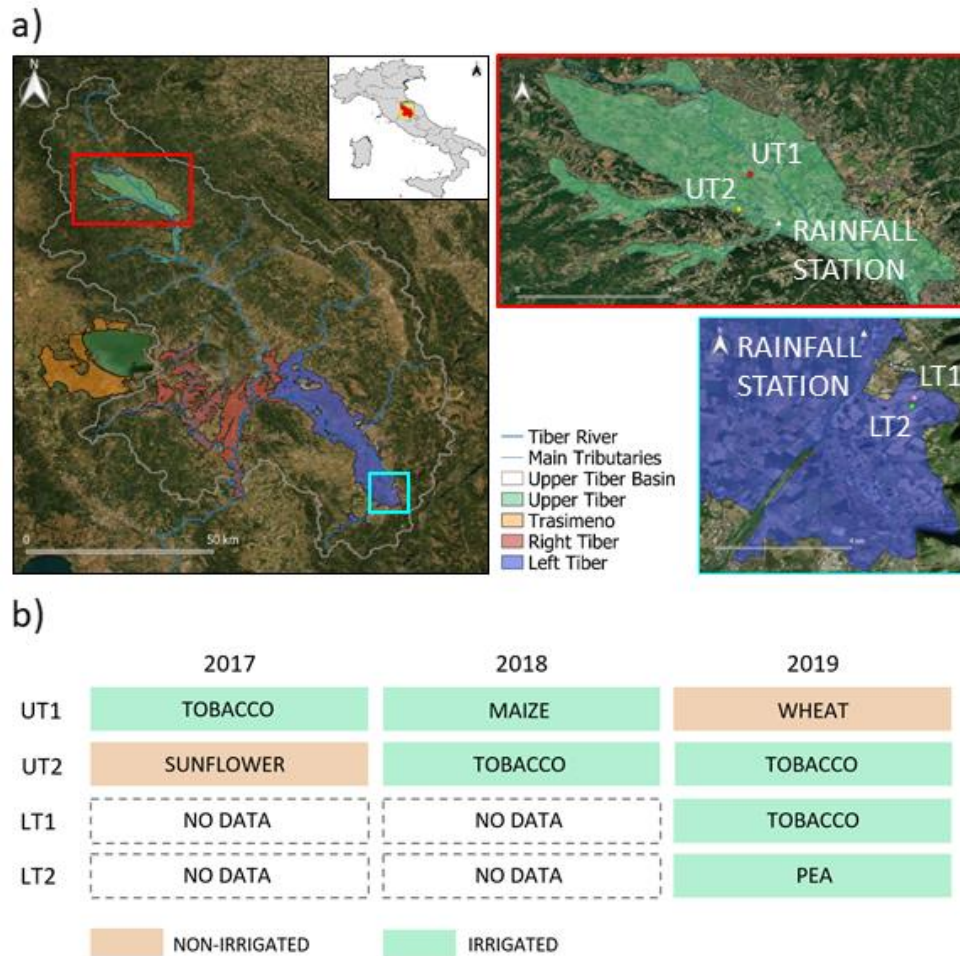 a)
N
0
50 km
UT1
UT2
RAINFALL
STATION
RAINFALL
STATION
LT1
LT2
Tiber River
Main Tributaries
Upper Tiber Basin
Upper Tiber
Trasimeno
Right Tiber
Left Tiber
b)
2017 2018 2019
UT1 TOBACCO MAIZE WHEAT
UT2 SUNFLOWER TOBACCO TOBACCO
LT1 NO DATA NO DATA TOBACCO
LT2 NO DATA NO DATA PEA
NON-IRRIGATED IRRIGATED